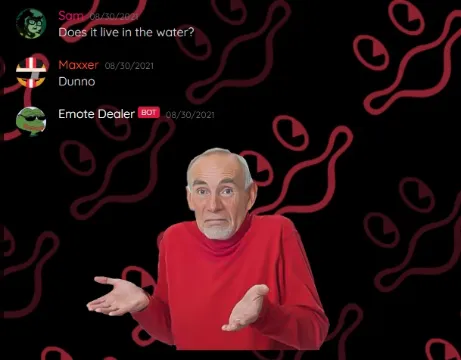 Sam 08/30/2021
Does it live in the water?
Maxxer 08/30/2021
Dunno
Emote Dealer BOT 08/30/2021